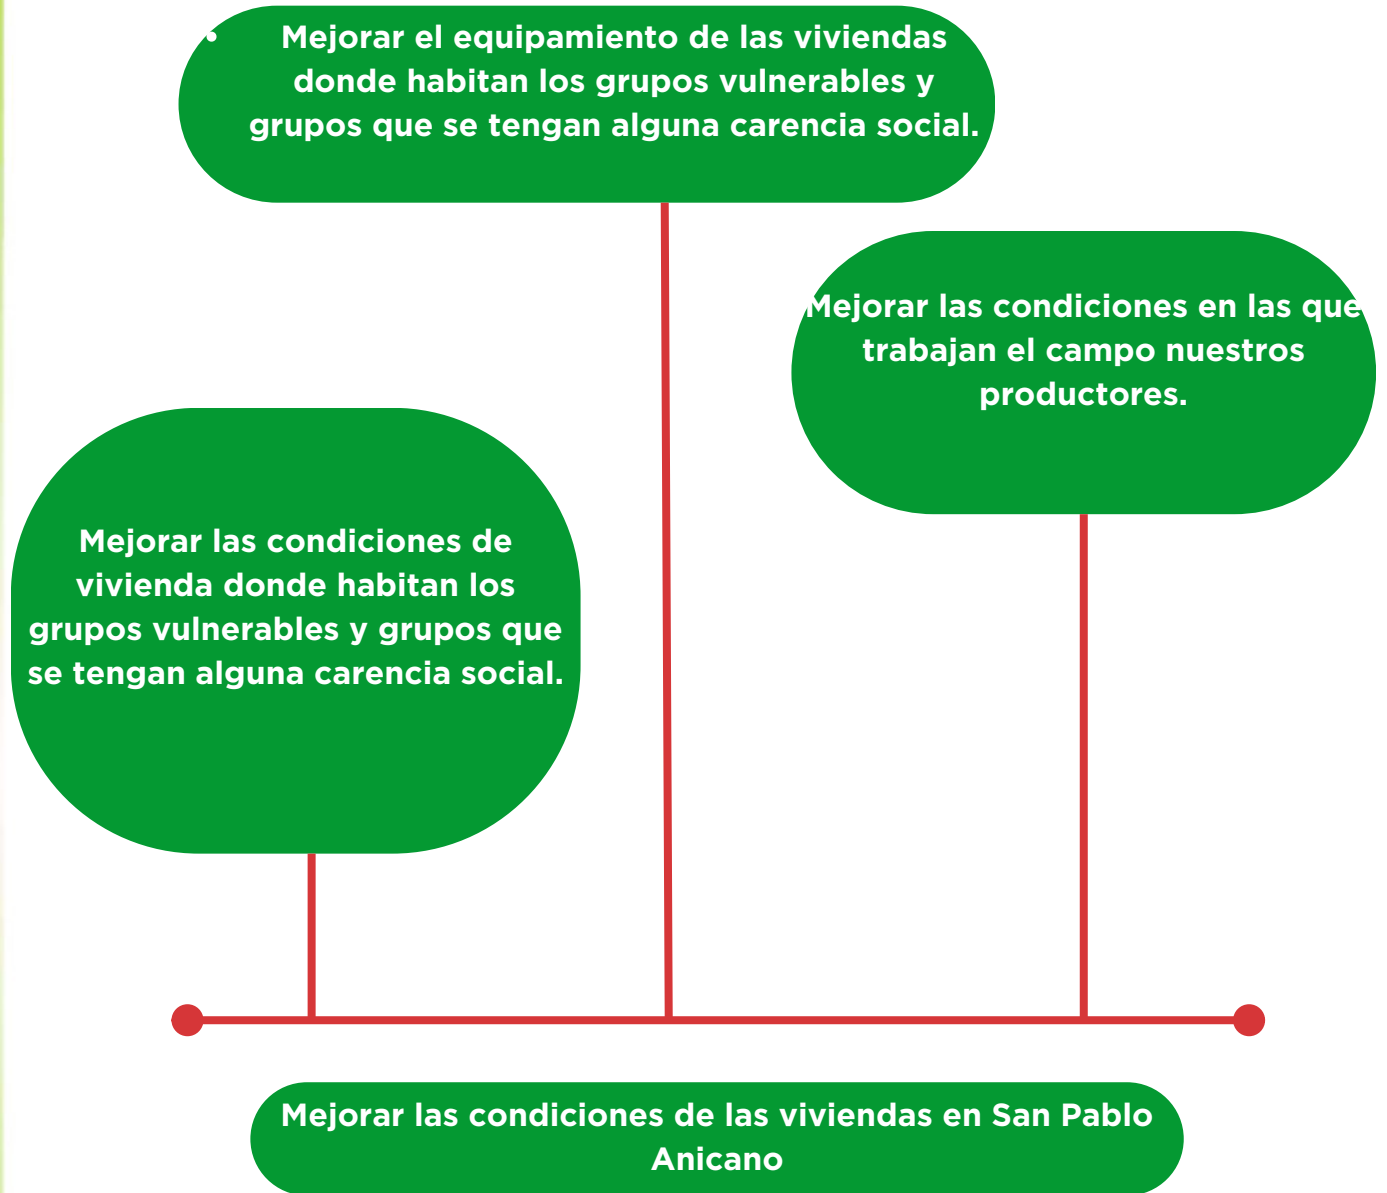 • Mejorar el equipamiento de las viviendas
donde habitan los grupos vulnerables y
grupos que se tengan alguna carencia social.
Mejorar las condiciones en las que
trabajan el campo nuestros
productores.
Mejorar las condiciones de
vivienda donde habitan los
grupos vulnerables y grupos que
se tengan alguna carencia social.
Mejorar las condiciones de las viviendas en San Pablo
Anicano